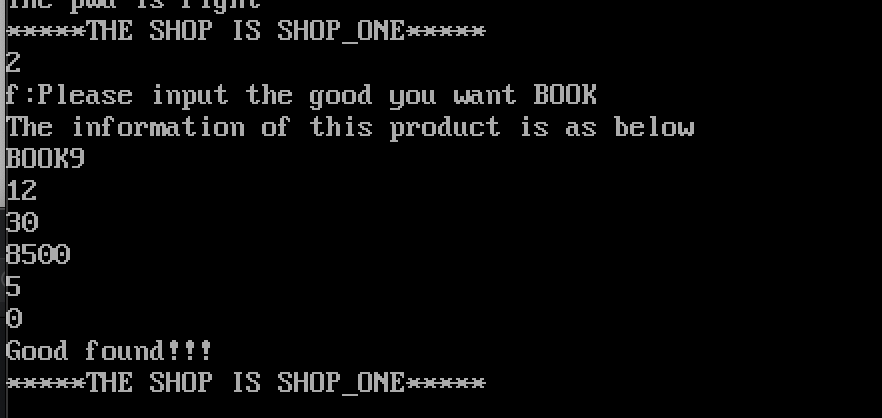 The pwd is right
*****THE SHOP IS SHOP_ONE*****
2
f:Please input the good you want BOOK
The information of this product is as below
BOOK9
12
30
8500
5
0
Good found!!!
*****THE SHOP IS SHOP_ONE*****